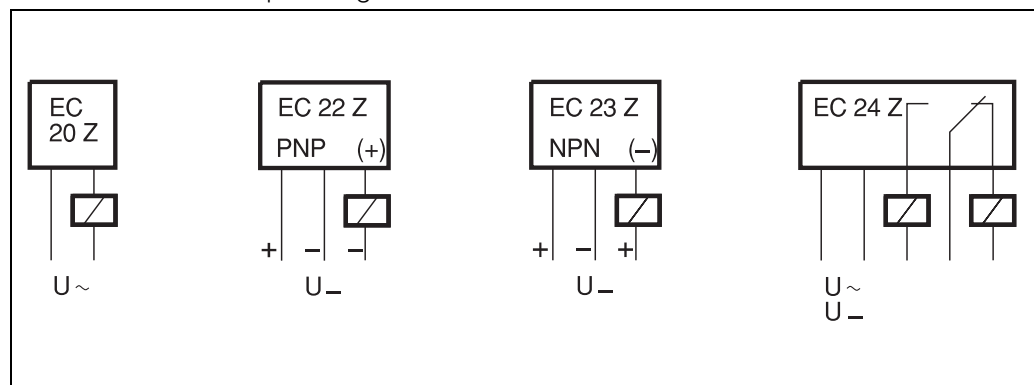 EC
20 Z
U ~
EC 22 Z
PNP (+)
+ – –
U –
EC 23 Z
NPN (–)
+ – +
U –
EC 24 Z
U ~
U –